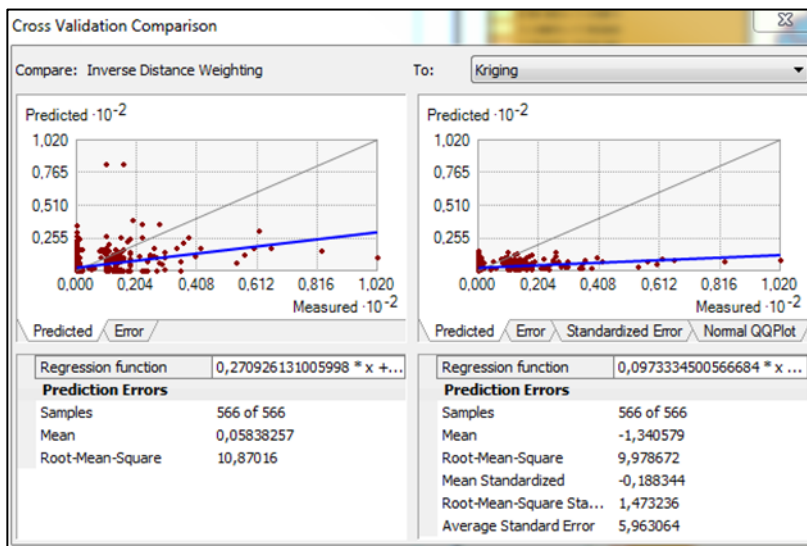 Cross Validation Comparison
Compare: Inverse Distance Weighting
To: Kriging
Predicted ·10-2
1,020
0,765
0,510
0,255
0,000 0,204 0,408 0,612 0,816 1,020
Measured ·10-2
Predicted Error
Regression function 0,270926131005998 * x +...
Prediction Errors
Samples 566 of 566
Mean 0,05838257
Root-Mean-Square 10,87016
Predicted ·10-2
1,020
0,765
0,510
0,255
0,000 0,204 0,408 0,612 0,816 1,020
Measured ·10-2
Predicted Error Standardized Error Normal QQPlot
Regression function 0,0973334500566684 * x ...
Prediction Errors
Samples 566 of 566
Mean -1,340579
Root-Mean-Square 9,978672
Mean Standardized -0,188344
Root-Mean-Square Sta... 1,473236
Average Standard Error 5,963064